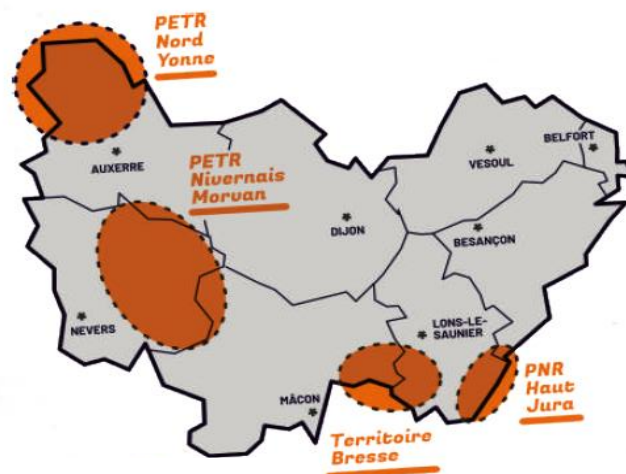 PETR
Nord
Yonne
AUXERRE
PETR
Nivernais
Morvan
BELFORT
VESOUL
DIJON
BESANÇON
NEVERS
LONS-LE-
SAUNIER
MÂCON
PNR
Haut
Jura
Territoire
Bresse